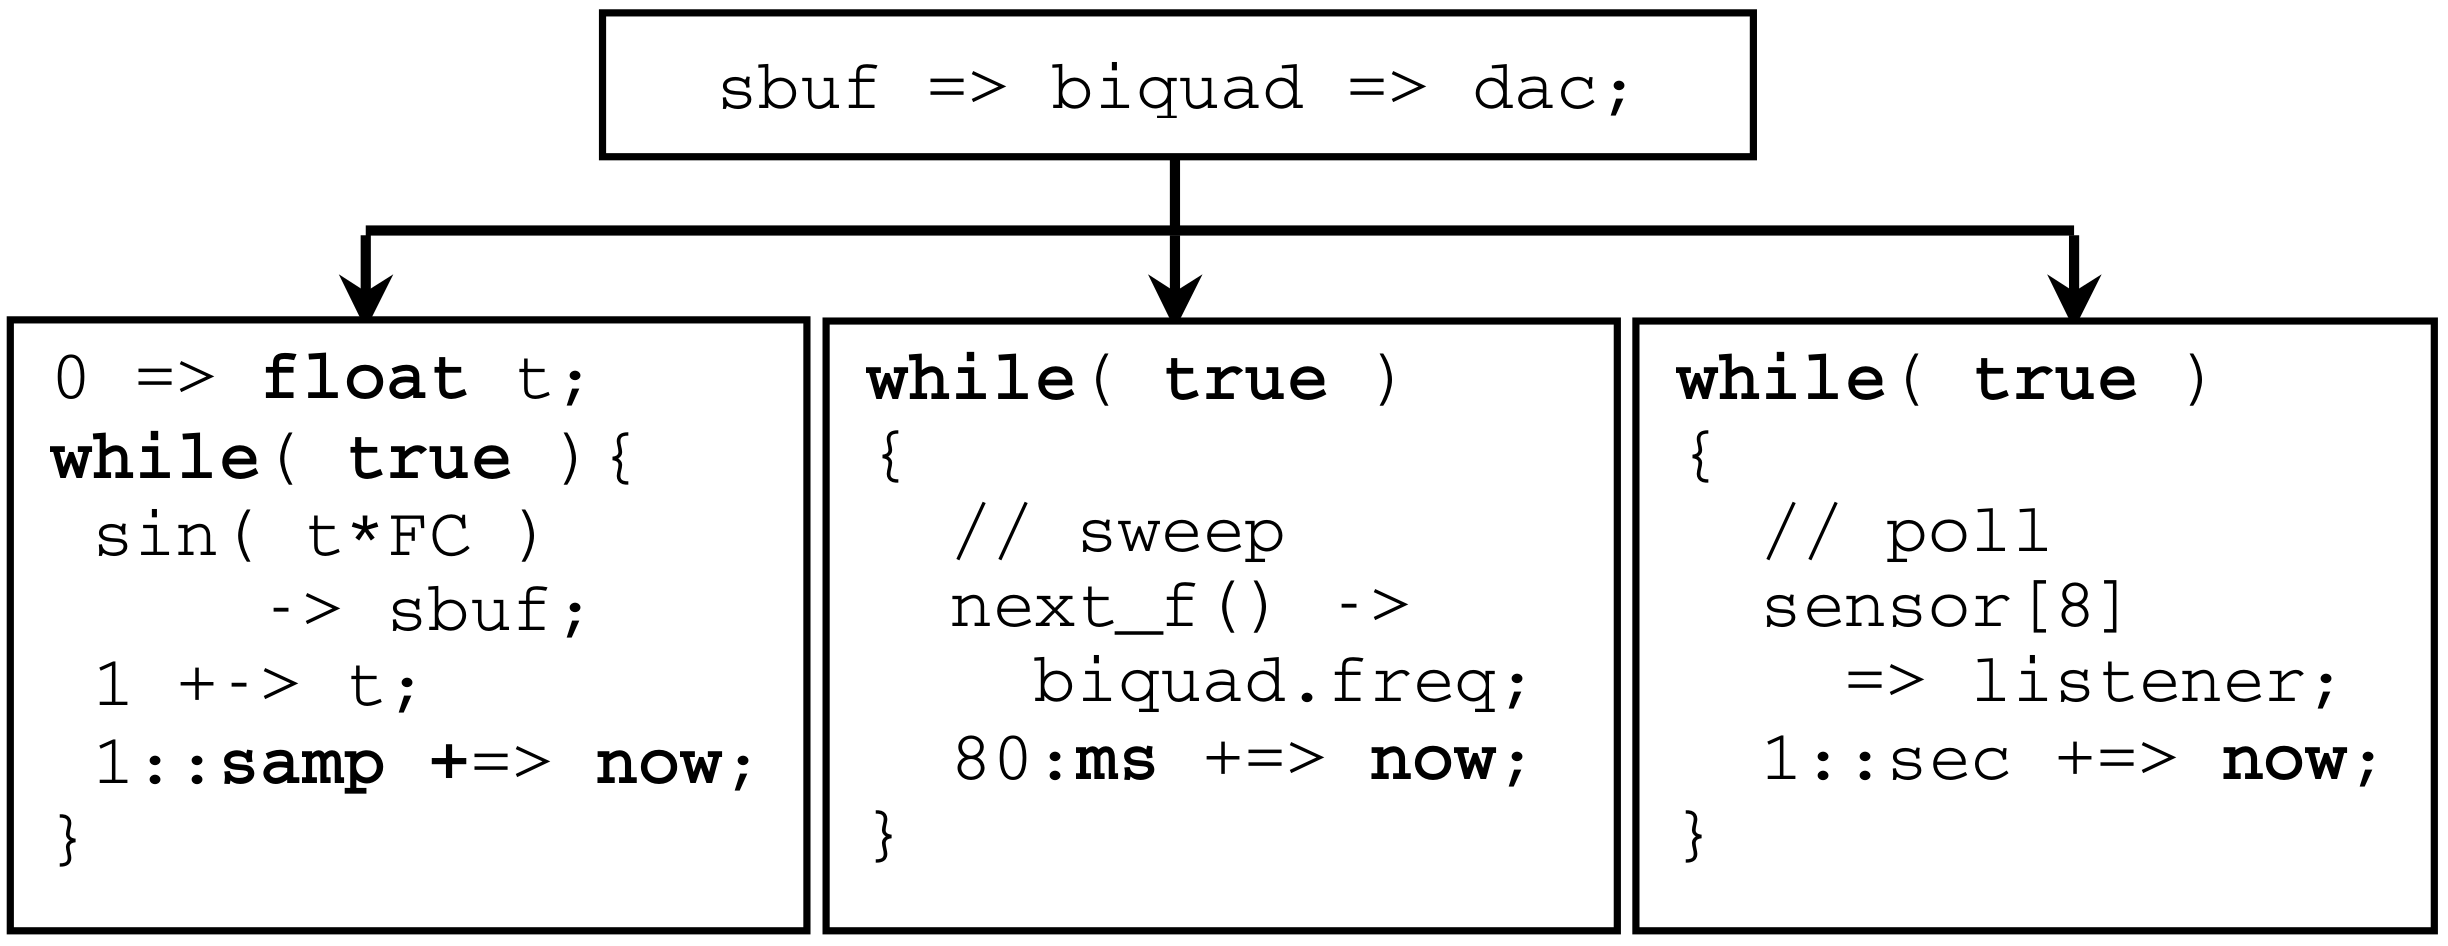 sbuf => biquad => dac;
0 => float t;
while( true ){
sin( t*FC )
-> sbuf;
1 +-> t;
1::samp +=> now;
}
while( true )
{
// sweep
next_f() ->
biquad.freq;
80:ms +=> now;
}
while( true )
{
// poll
sensor[8]
=> listener;
1::sec +=> now;
}